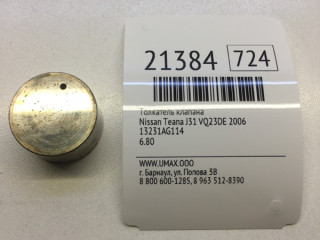 21384 724
Толкатель клапана
Nissan Teana J31 VQ23DE 2006
13231AG114
6.80
WWW.UMAX.OOO
г. Барнаул, ул. Попова 5В
8 800 600-1285, 8 963 512-8390